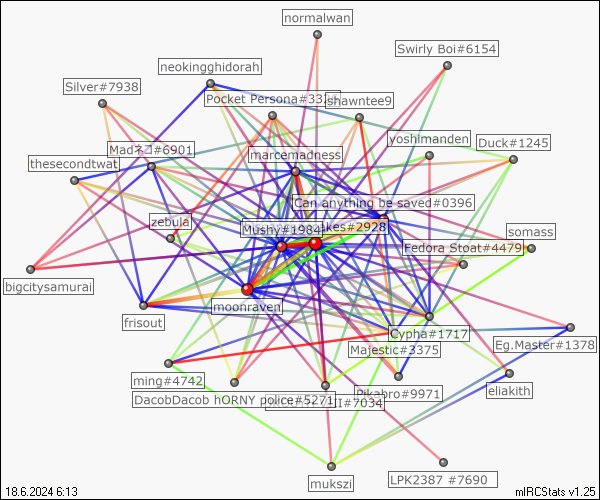 normalwan
Swirly Boi#6154
neokingghidorah
Silver#7938
Pocket Persona#332
shawntee9
yoshimanden
Duck#1245
Madネコ#6901
marcemadness
thesecondtwat
Can anything be saved#0396
zebula
Mushy#1984
akes#2928
somass
Fedora Stoat#4479
bigcitysamurai
moonraven
frisout
Cypha#1717
Eg.Master#1378
Majestic#3375
ming#4742
eliakith
Pikabro#9971
DacobDacob hORNY police#5271
II#7034
mukszi
LPK2387 #7690
18.6.2024 6:13
mIRCStats v1.25